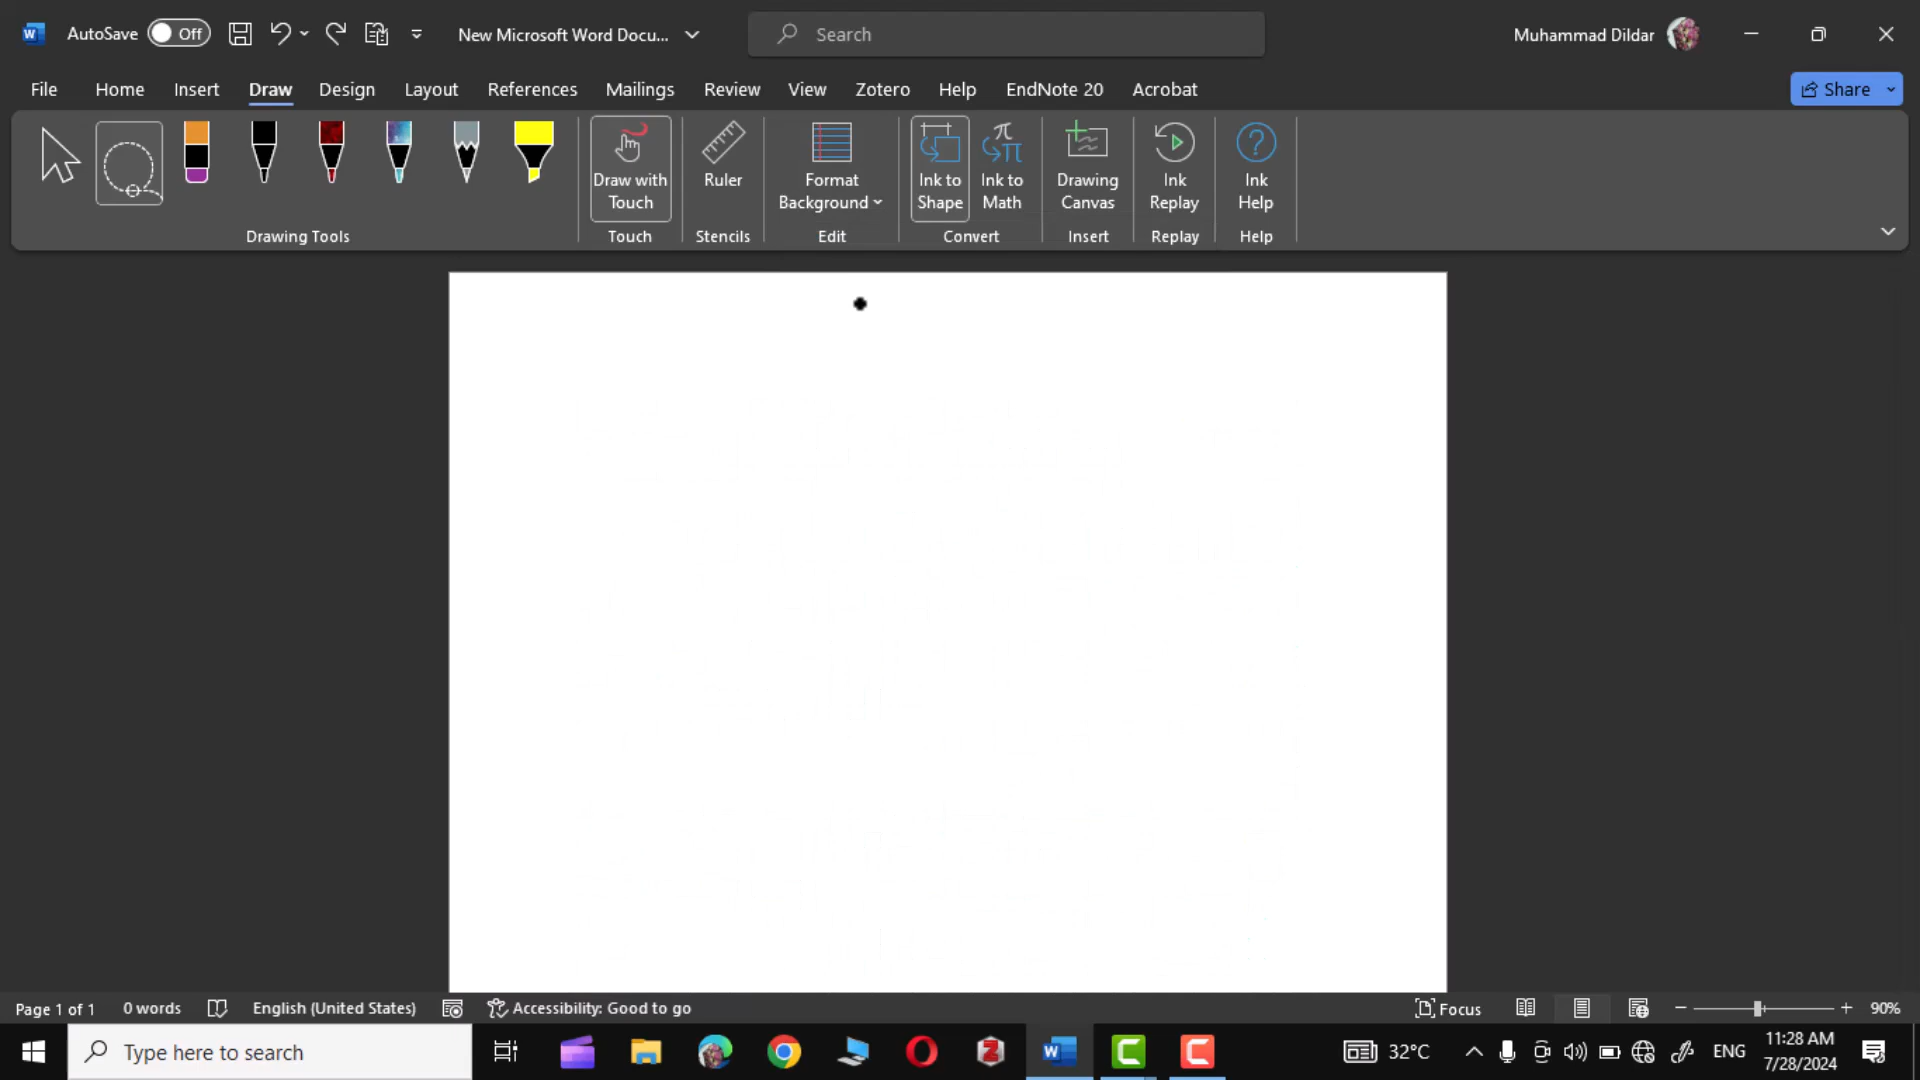 AutoSave Off New Microsoft Word Docu... Search Muhammad Dildar
File Home Insert Draw Design Layout References Mailings Review View Zotero Help EndNote 20 Acrobat Share
Draw with Touch
Ruler
Format Background
Ink to Shape
Ink to Math
Drawing Canvas
Ink Replay
Ink Help
Drawing Tools Touch Stencils Edit Convert Insert Replay Help
Page 1 of 1 0 words English (United States) Accessibility: Good to go Focus 90%
Type here to search 32°C ENG 11:28 AM
7/28/2024